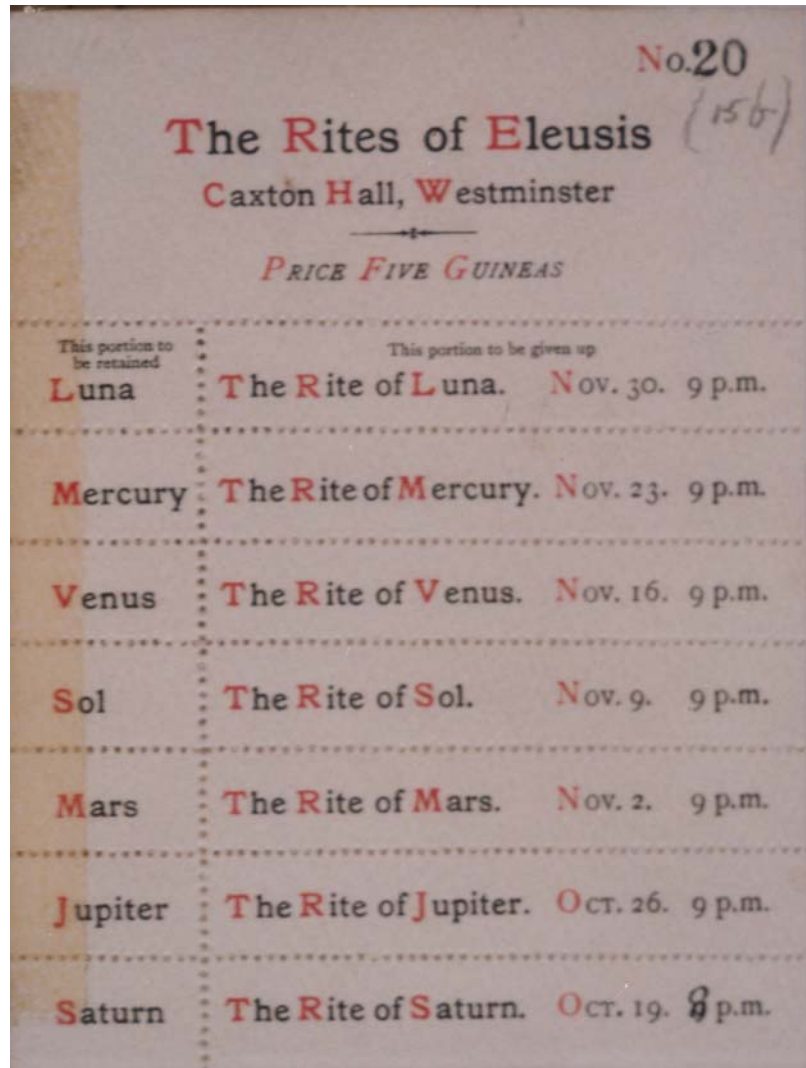 No. 20
(156)
The Rites of Eleusis
Caxton Hall, Westminster
PRICE FIVE GUINEAS
This portion to be retained
This portion to be given up
Luna The Rite of Luna. Nov. 30. 9 p.m.
Mercury The Rite of Mercury. Nov. 23. 9 p.m.
Venus The Rite of Venus. Nov. 16. 9 p.m.
Sol The Rite of Sol. Nov. 9. 9 p.m.
Mars The Rite of Mars. Nov. 2. 9 p.m.
Jupiter The Rite of Jupiter. Oct. 26. 9 p.m.
Saturn The Rite of Saturn. Oct. 19. 8 p.m.